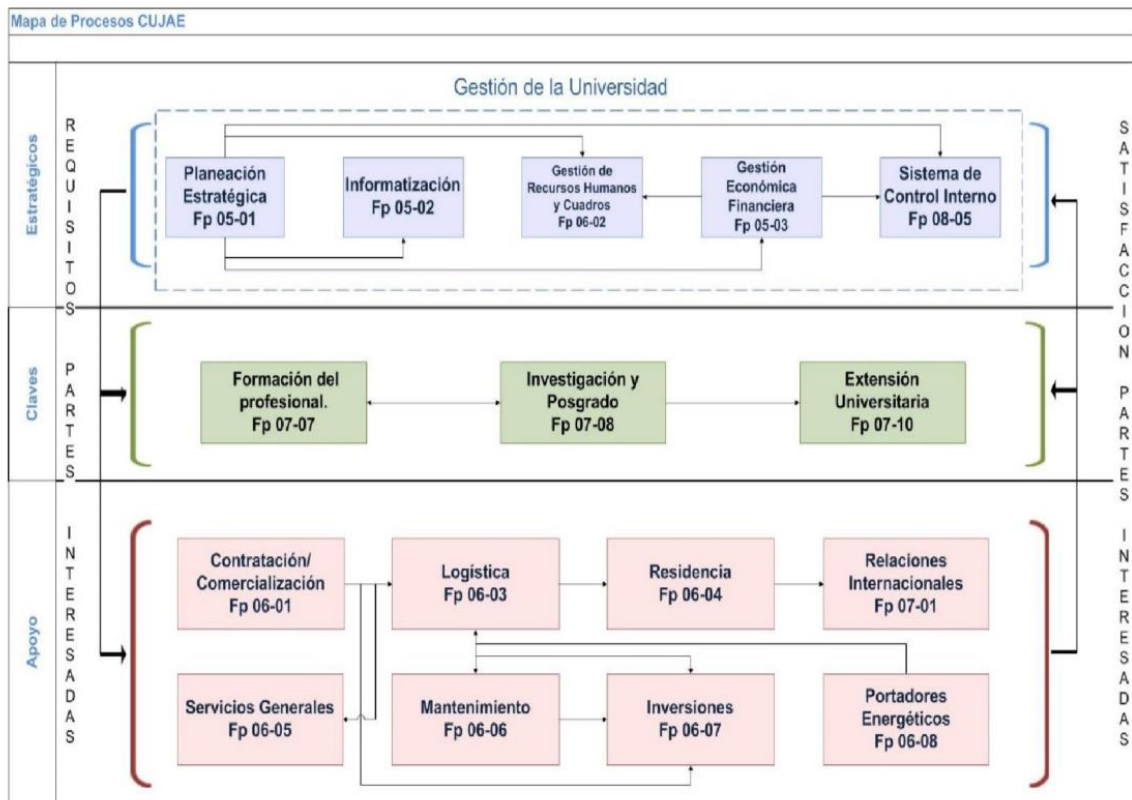 Mapa de Procesos CUJAE
Estratégicos
REQUISITOS PARTES INTERESADAS
Gestión de la Universidad
Planeación
Estratégica
Fp 05-01
Informatización
Fp 05-02
Gestión de
Recursos Humanos
y Cuadros
Fp 06-02
Gestión
Económica
Financiera
Fp 05-03
Sistema de
Control Interno
Fp 08-05
SATISFACCION PARTES INTERESADAS
Claves
Formación del
profesional.
Fp 07-07
Investigación y
Posgrado
Fp 07-08
Extensión
Universitaria
Fp 07-10
Apoyo
Contratación/
Comercialización
Fp 06-01
Logística
Fp 06-03
Residencia
Fp 06-04
Relaciones
Internacionales
Fp 07-01
Servicios Generales
Fp 06-05
Mantenimiento
Fp 06-06
Inversiones
Fp 06-07
Portadores
Energéticos
Fp 06-08